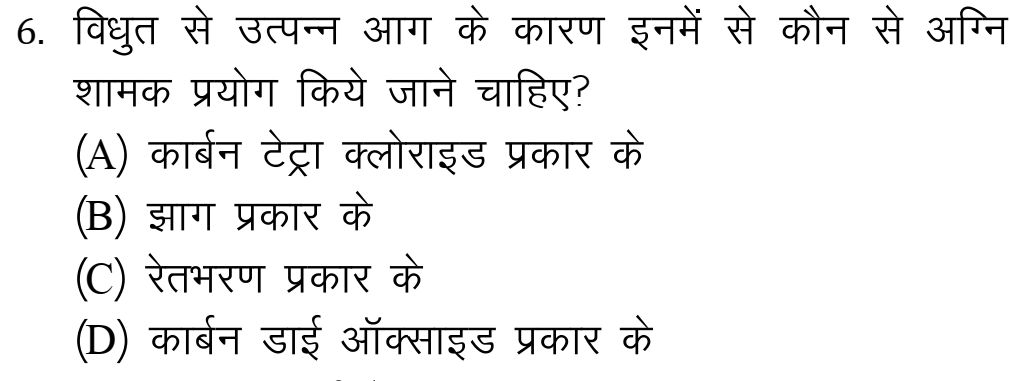 6. विधुत से उत्पन्न आग के कारण इनमें से कौन से अग्नि
शामक प्रयोग किये जाने चाहिए?
(A) कार्बन टेट्रा क्लोराइड प्रकार के
(B) झाग प्रकार के
(C) रेतभरण प्रकार के
(D) कार्बन डाई ऑक्साइड प्रकार के